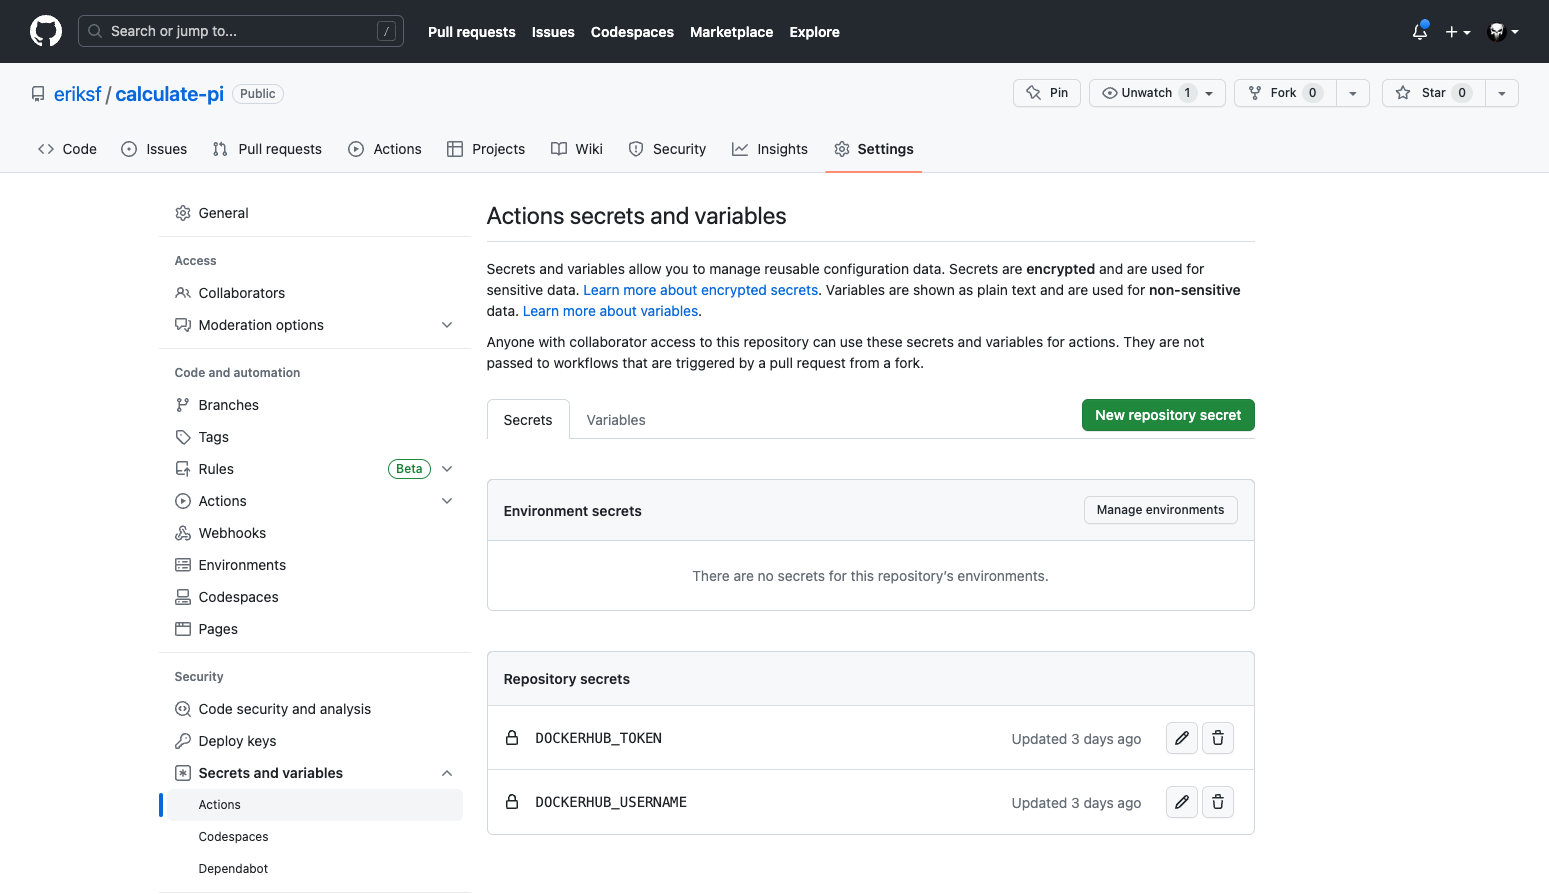 Search or jump to... /
Pull requests Issues Codespaces Marketplace Explore
eriksf / calculate-pi Public
Pin Unwatch 1 Fork 0 Star 0
Code Issues Pull requests Actions Projects Wiki Security Insights Settings
General
Access
Collaborators
Moderation options
Code and automation
Branches
Tags
Rules Beta
Actions
Webhooks
Environments
Codespaces
Pages
Security
Code security and analysis
Deploy keys
Secrets and variables
Actions
Codespaces
Dependabot
Actions secrets and variables
Secrets and variables allow you to manage reusable configuration data. Secrets are encrypted and are used for
sensitive data. Learn more about encrypted secrets. Variables are shown as plain text and are used for non-sensitive
data. Learn more about variables.
Anyone with collaborator access to this repository can use these secrets and variables for actions. They are not
passed to workflows that are triggered by a pull request from a fork.
Secrets Variables New repository secret
Environment secrets Manage environments
There are no secrets for this repository's environments.
Repository secrets
DOCKERHUB_TOKEN Updated 3 days ago
DOCKERHUB_USERNAME Updated 3 days ago